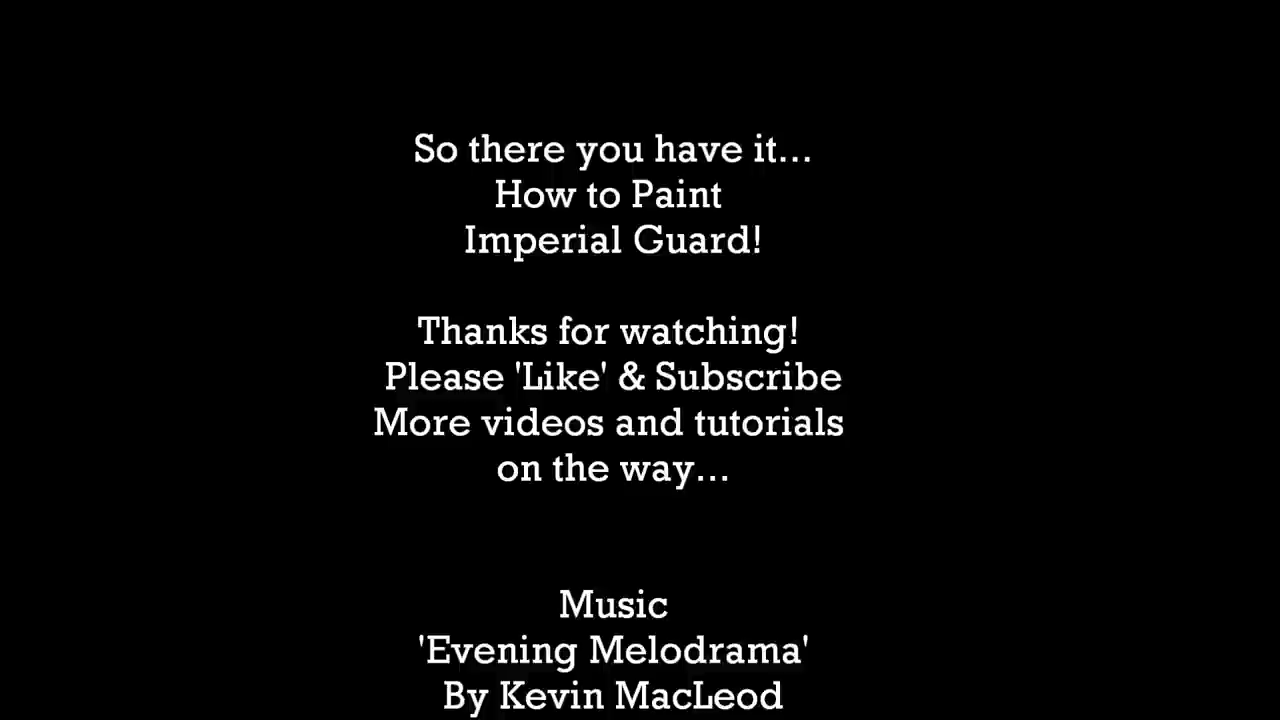 So there you have it...
How to Paint
Imperial Guard!
Thanks for watching!
Please 'Like' & Subscribe
More videos and tutorials
on the way...
Music
'Evening Melodrama'
By Kevin MacLeod